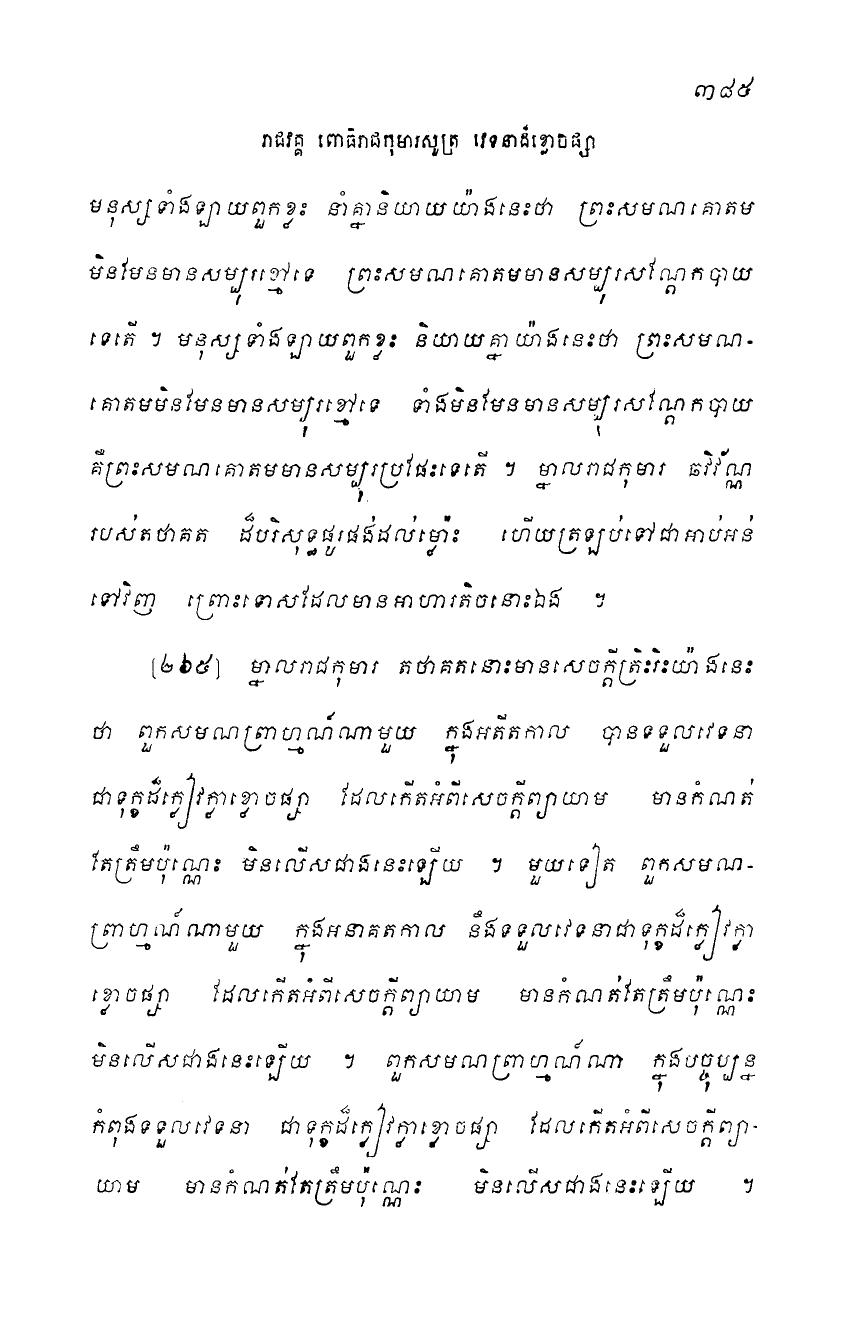 ៣៨៥
រាជវគ្គ ពោធិរាជកុមារសូត្រ វេទនាដ៏ខ្លោចផ្សា
មនុស្សទាំងឡាយពួកខ្លះ នាំគ្នានិយាយយ៉ាងនេះថា ព្រះសមណគោតម
មិនមែនមានសម្បុរខ្មៅទេ ព្រះសមណគោតមមានសម្បុរសណ្តែកបាយ
ទេតើ ។ មនុស្សទាំងឡាយពួកខ្លះ និយាយគ្នាយ៉ាងនេះថា ព្រះសមណ-
គោតមមិនមែនមានសម្បុរខ្មៅទេ ទាំងមិនមែនមានសម្បុរសណ្តែកបាយ
គឺព្រះសមណគោតមមានសម្បុរប្រផែះទេតើ ។ ម្នាលរាជកុមារ ឆវិវ័ណ្ណ
របស់តថាគត ដ៏បរិសុទ្ធផូរផង់ដល់ម្ល៉ោះ ហើយត្រឡប់ទៅជាអាប់អន់
ទៅវិញ ព្រោះទោសដែលមានអាហារតិចនោះឯង ។
[២៦៥] ម្នាលរាជកុមារ តថាគតនោះមានសេចក្តីត្រិះរិះយ៉ាងនេះ
ថា ពួកសមណព្រាហ្មណ៍ណាមួយ ក្នុងអតីតកាល បានទទួលវេទនា
ជាទុក្ខដ៏ក្លៀវក្លាខ្លោចផ្សា ដែលកើតអំពីសេចក្តីព្យាយាម មានកំណត់
តែត្រឹមប៉ុណ្ណេះ មិនលើសជាងនេះឡើយ ។ មួយទៀត ពួកសមណ-
ព្រាហ្មណ៍ណាមួយ ក្នុងអនាគតកាល នឹងទទួលវេទនាជាទុក្ខដ៏ក្លៀវក្លា
ខ្លោចផ្សា ដែលកើតអំពីសេចក្តីព្យាយាម មានកំណត់តែត្រឹមប៉ុណ្ណេះ
មិនលើសជាងនេះឡើយ ។ ពួកសមណព្រាហ្មណ៍ណា ក្នុងបច្ចុប្បន្ន
កំពុងទទួលវេទនា ជាទុក្ខដ៏ក្លៀវក្លាខ្លោចផ្សា ដែលកើតអំពីសេចក្តីព្យា-
យាម មានកំណត់តែត្រឹមប៉ុណ្ណេះ មិនលើសជាងនេះឡើយ ។